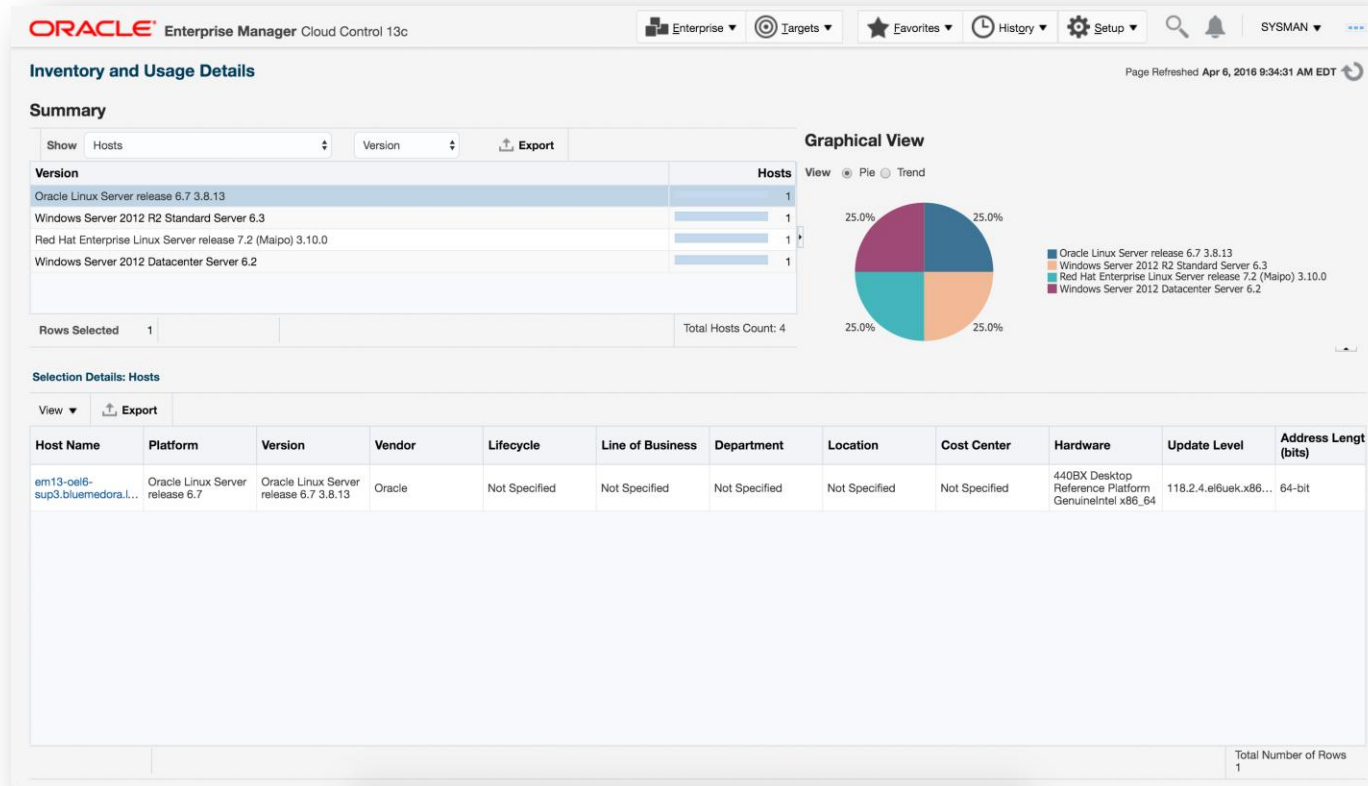 ORACLE® Enterprise Manager Cloud Control 13c
Enterprise Targets Favorites History Setup SYSMAN
Inventory and Usage Details
Page Refreshed Apr 6, 2016 9:34:31 AM EDT
Summary
Show Hosts Version Export
Version Hosts
Oracle Linux Server release 6.7 3.8.13 1
Windows Server 2012 R2 Standard Server 6.3 1
Red Hat Enterprise Linux Server release 7.2 (Maipo) 3.10.0 1
Windows Server 2012 Datacenter Server 6.2 1
Rows Selected 1 Total Hosts Count: 4
Graphical View
View Pie Trend
25.0% 25.0%
25.0% 25.0%
Oracle Linux Server release 6.7 3.8.13
Windows Server 2012 R2 Standard Server 6.3
Red Hat Enterprise Linux Server release 7.2 (Maipo) 3.10.0
Windows Server 2012 Datacenter Server 6.2
Selection Details: Hosts
View Export
Host Name Platform Version Vendor Lifecycle Line of Business Department Location Cost Center Hardware Update Level Address Lengt
(bits)
em13-oel6-
sup3.bluemedora.l...
Oracle Linux Server
release 6.7
Oracle Linux Server
release 6.7 3.8.13
Oracle
Not Specified
Not Specified
Not Specified
Not Specified
Not Specified
440BX Desktop
Reference Platform
GenuineIntel x86_64
118.2.4.el6uek.x86...
64-bit
Total Number of Rows
1